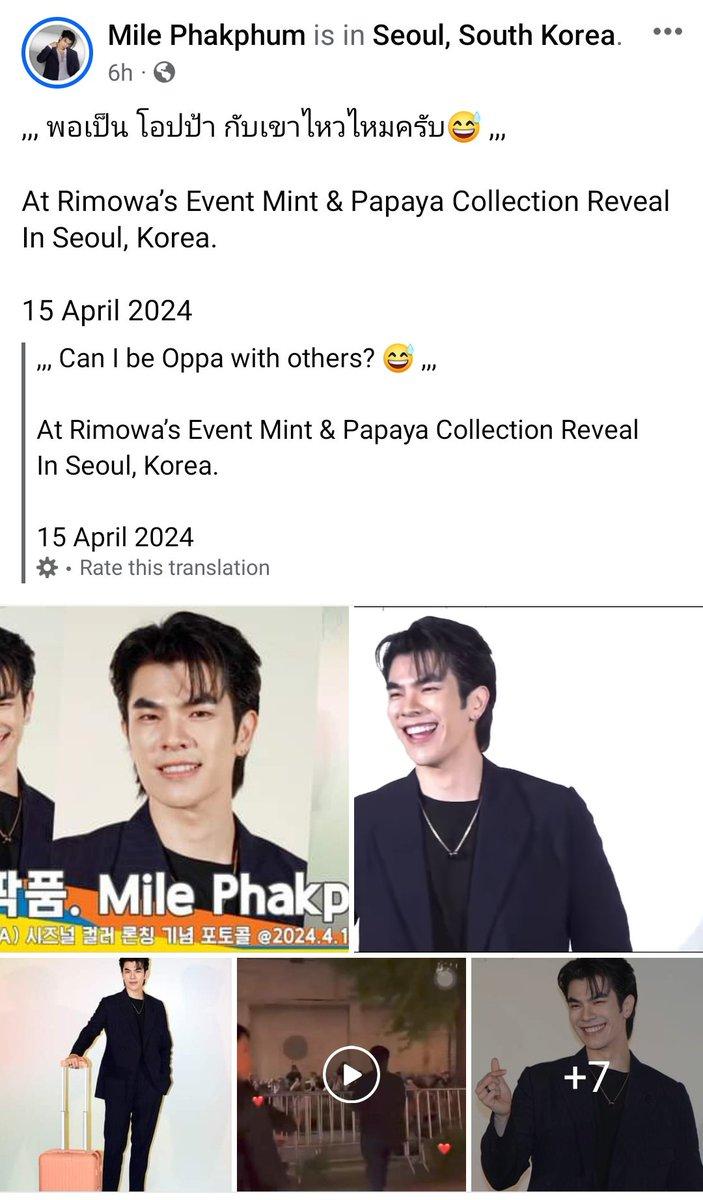 Mile Phakphum is in Seoul, South Korea.
6h ·
,,, พอเป็น โอปป้า กับเขาไหวไหมครับ😅 ,,,
At Rimowa’s Event Mint & Papaya Collection Reveal
In Seoul, Korea.
15 April 2024
,,, Can I be Oppa with others? 😅 ,,,
At Rimowa’s Event Mint & Papaya Collection Reveal
In Seoul, Korea.
15 April 2024
• Rate this translation
품. Mile Phakp
A) 시즈널 컬러 론칭 기념 포토콜 @2024.4.1
+7